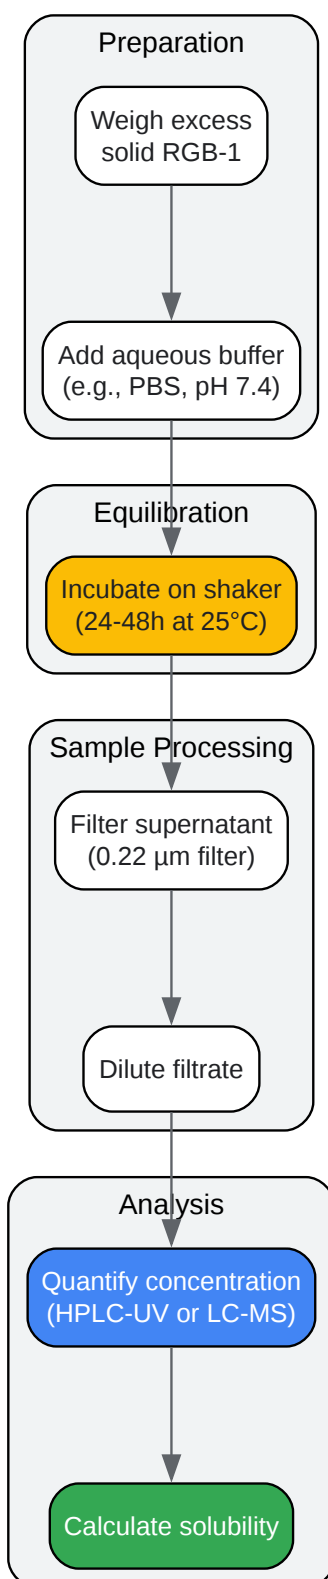 Preparation
Weigh excess
solid RGB-1
Add aqueous buffer
(e.g., PBS, pH 7.4)
Equilibration
Incubate on shaker
(24-48h at 25°C)
Sample Processing
Filter supernatant
(0.22 µm filter)
Dilute filtrate
Analysis
Quantify concentration
(HPLC-UV or LC-MS)
Calculate solubility